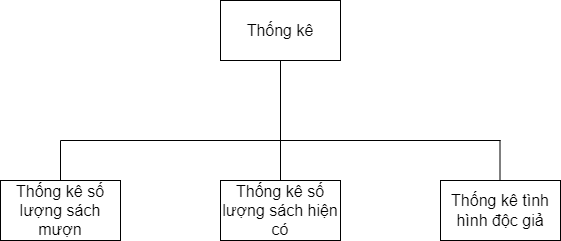 Thống kê
Thống kê số
lượng sách
mượn
Thống kê số
lượng sách hiện
có
Thống kê tình
hình độc giả